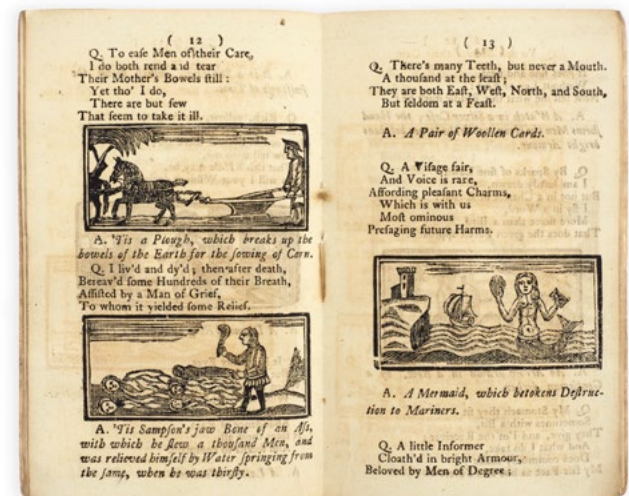 ( 12 )
Q. To eaſe Men of their Care,
I do both rend and tear
Their Mother's Bowels ſtill :
Yet tho' I do,
There are but few
That ſeem to take it ill.
A. 'Tis a Plough, which breaks up the
bowels of the Earth for the ſowing of Corn.
Q. I liv'd and dy'd ; then after death,
Bereav'd ſome Hundreds of their Breath,
Aſſiſted by a Man of Grief,
To whom it yielded ſome Relief.
A. 'Tis Sampſon's jaw Bone of an Aſs,
with which he ſlew a thouſand Men, and
was relieved himſelf by Water ſpringing from
the ſame, when he was thirſty.
( 13 )
Q. There's many Teeth, but never a Mouth.
A thouſand at the leaſt ;
They are both Eaſt, Weſt, North, and South,
But ſeldom at a Feaſt.
A. A Pair of Woollen Cards.
Q. A Viſage fair,
And Voice is rare,
Affording pleaſant Charms,
Which is with us
Moſt ominous
Preſaging future Harms.
A. A Mermaid, which betokens Deſtruc-
tion to Mariners.
Q. A little Informer
Cloath'd in bright Armour,
Beloved by Men of Degree ;